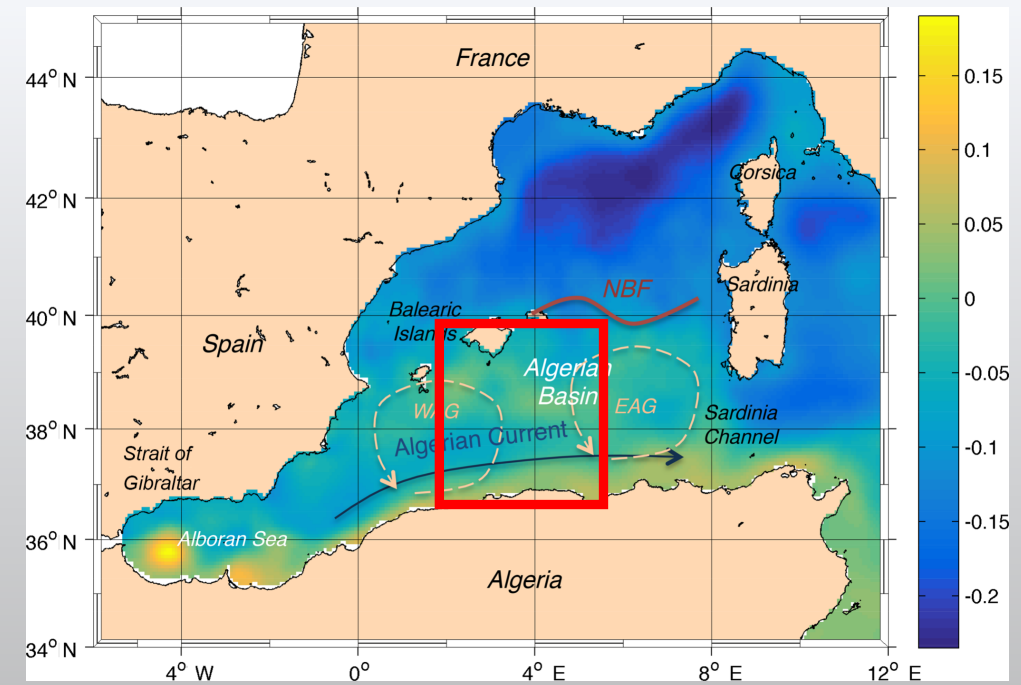 France
44° N
42° N
40° N
38° N
36° N
34° N
4° W
0°
4° E
8° E
12° E
Corsica
Sardinia
NBF
Balearic
Islands
Spain
Algerian
Basin
WAG
EAG
Algerian Current
Sardinia
Channel
Strait of
Gibraltar
Alboran Sea
Algeria
0.15
0.1
0.05
0
-0.05
-0.1
-0.15
-0.2